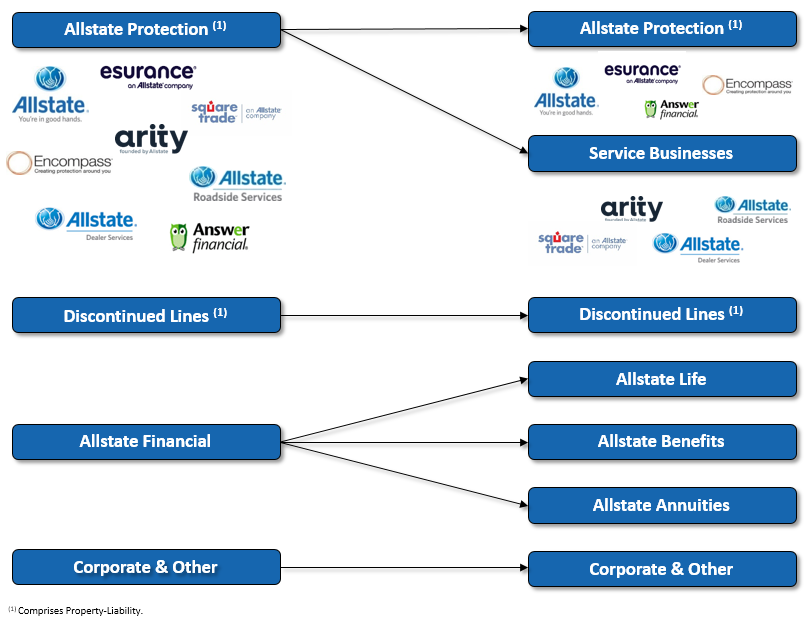 Allstate Protection (1)
Allstate Protection (1)
Allstate.
You're in good hands.
esurance®
an Allstate company
square trade® | an Allstate company
arity
founded by Allstate
Encompass®
Creating protection around you
Allstate.
Roadside Services
Allstate.
Dealer Services
Answer financial®
Allstate.
You're in good hands.
esurance®
an Allstate company
Encompass®
Creating protection around you
Answer financial.
Service Businesses
arity
founded by Allstate
Allstate.
Roadside Services
square trade® | an Allstate company
Allstate.
Dealer Services
Discontinued Lines (1)
Discontinued Lines (1)
Allstate Financial
Allstate Life
Allstate Benefits
Allstate Annuities
Corporate & Other
Corporate & Other
(1) Comprises Property-Liability.